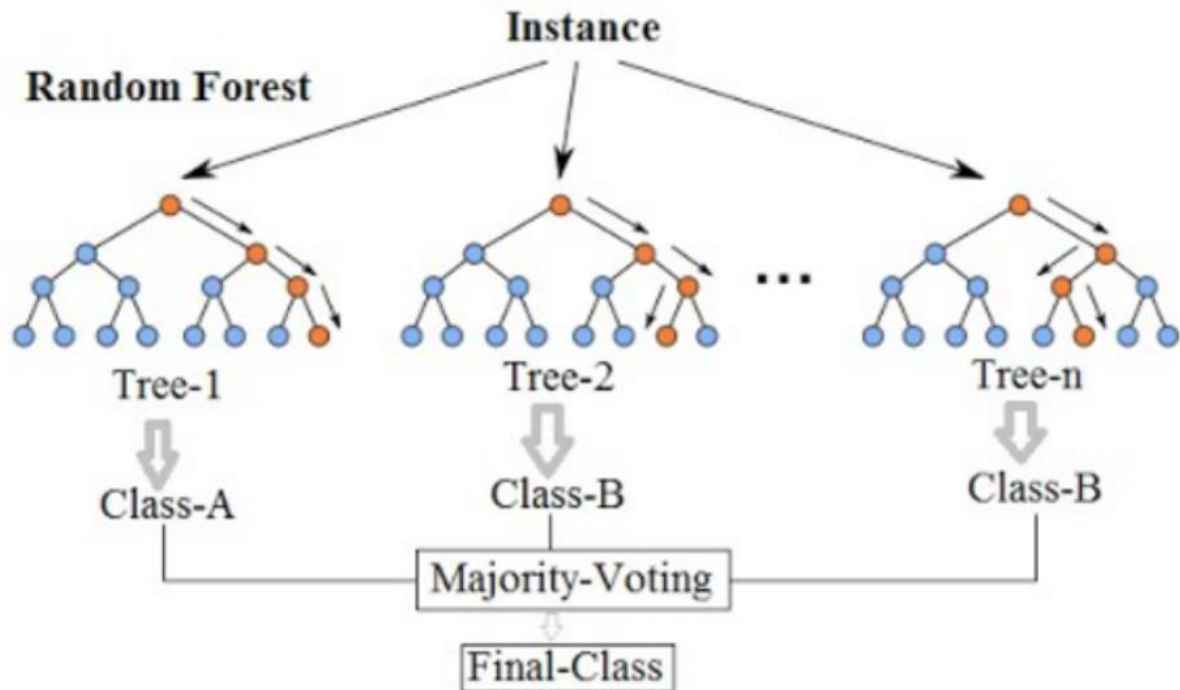 Instance
Random Forest
...
Tree-1
Tree-2
Tree-n
Class-A
Class-B
Class-B
Majority-Voting
Final-Class